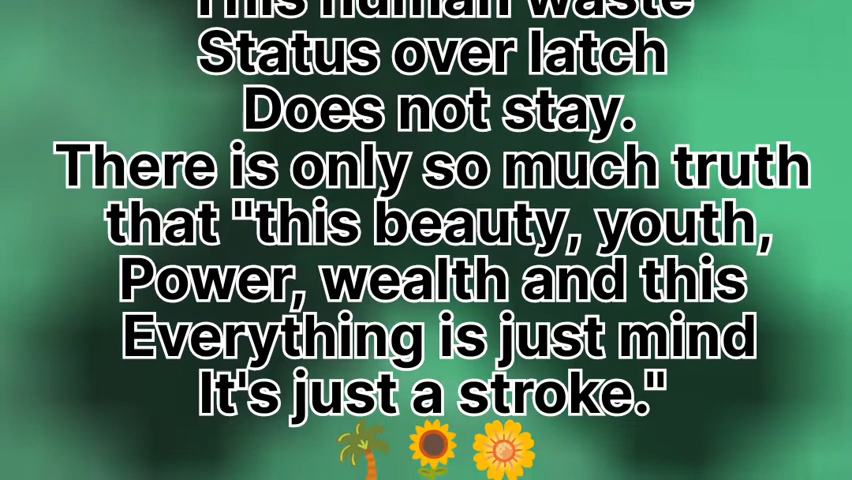 This human waste
Status over latch
Does not stay.
There is only so much truth
that "this beauty, youth,
Power, wealth and this
Everything is just mind
It's just a stroke."